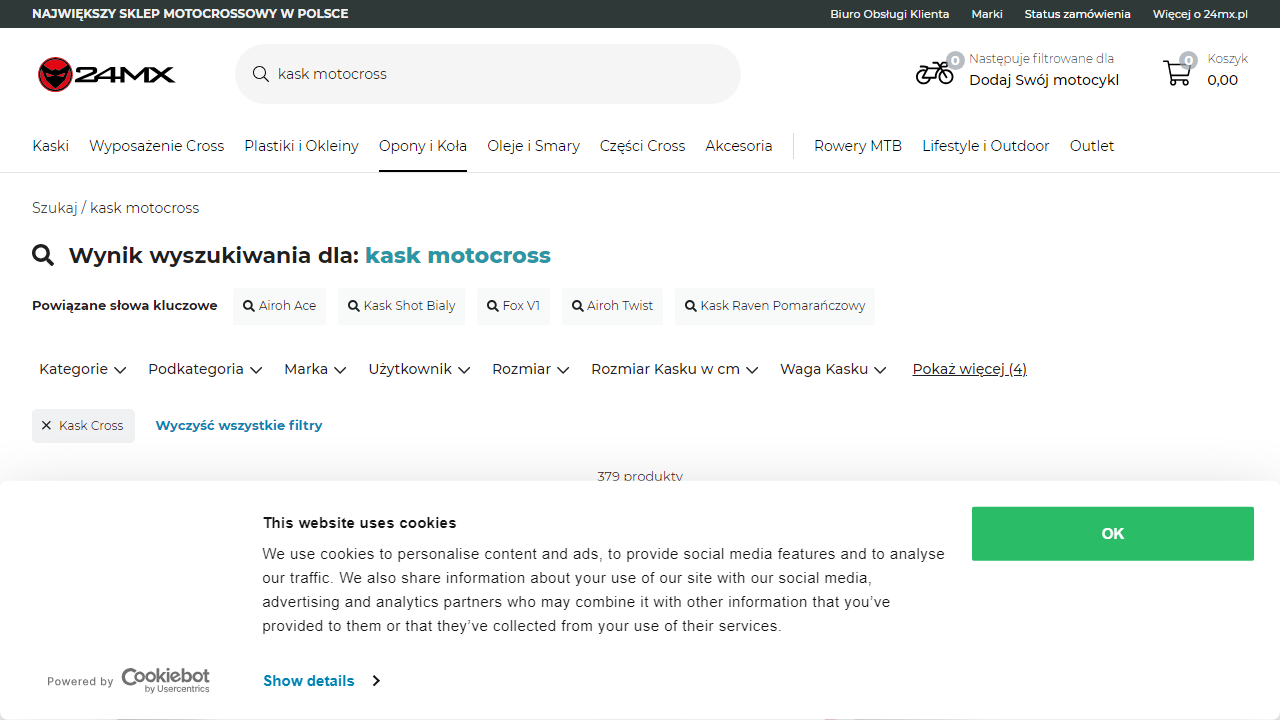 NAJWIĘKSZY SKLEP MOTOCROSSOWY W POLSCE
Biuro Obsługi Klienta Marki Status zamówienia Więcej o 24mx.pl
24MX
kask motocross
0 Następuje filtrowane dla
Dodaj Swój motocykl
0 Koszyk
0,00
Kaski Wyposażenie Cross Plastiki i Okleiny Opony i Koła Oleje i Smary Części Cross Akcesoria Rowery MTB Lifestyle i Outdoor Outlet
Szukaj / kask motocross
Wynik wyszukiwania dla: kask motocross
Powiązane słowa kluczowe Airoh Ace Kask Shot Bialy Fox V1 Airoh Twist Kask Raven Pomarańczowy
Kategorie Podkategoria Marka Użytkownik Rozmiar Rozmiar Kasku w cm Waga Kasku Pokaż więcej (4)
Kask Cross Wyczyść wszystkie filtry
379 produkty
This website uses cookies
We use cookies to personalise content and ads, to provide social media features and to analyse
our traffic. We also share information about your use of our site with our social media,
advertising and analytics partners who may combine it with other information that you’ve
provided to them or that they’ve collected from your use of their services.
OK
Powered by Cookiebot
by Usercentrics
Show details